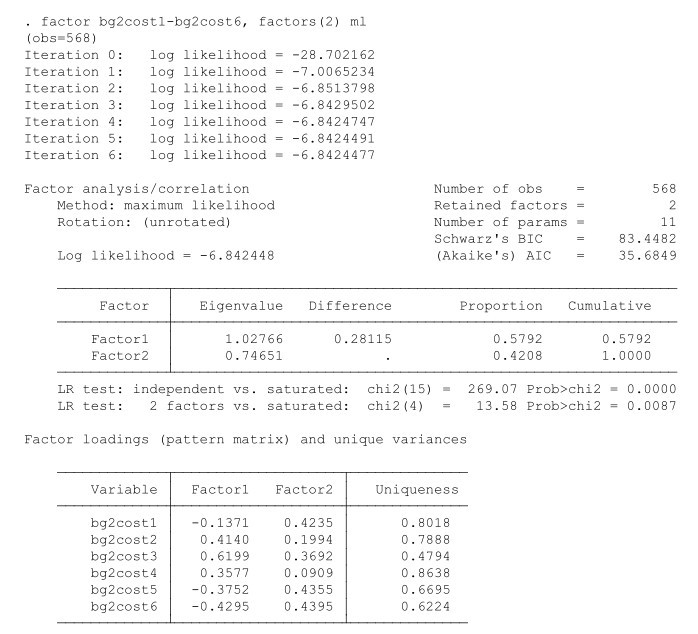 . factor bg2cost1-bg2cost6, factors(2) ml
(obs=568)
Iteration 0:   log likelihood = -28.702162
Iteration 1:   log likelihood = -7.0065234
Iteration 2:   log likelihood = -6.8513798
Iteration 3:   log likelihood = -6.8429502
Iteration 4:   log likelihood = -6.8424747
Iteration 5:   log likelihood = -6.8424491
Iteration 6:   log likelihood = -6.8424477
Factor analysis/correlation                    Number of obs    =      568
Method: maximum likelihood                 Retained factors =        2
Rotation: (unrotated)                      Number of params =       11
Schwarz's BIC    =  83.4482
Log likelihood = -6.842448                 (Akaike's) AIC   =  35.6849
Factor    Eigenvalue   Difference        Proportion   Cumulative
Factor1      1.02766      0.28115            0.5792       0.5792
Factor2      0.74651            .            0.4208       1.0000
LR test: independent vs. saturated:  chi2(15) =  269.07 Prob>chi2 = 0.0000
LR test:   2 factors vs. saturated:  chi2(4)  =   13.58 Prob>chi2 = 0.0087
Factor loadings (pattern matrix) and unique variances
Variable    Factor1   Factor2    Uniqueness
bg2cost1    -0.1371    0.4235       0.8018
bg2cost2     0.4140    0.1994       0.7888
bg2cost3     0.6199    0.3692       0.4794
bg2cost4     0.3577    0.0909       0.8638
bg2cost5    -0.3752    0.4355       0.6695
bg2cost6    -0.4295    0.4395       0.6224